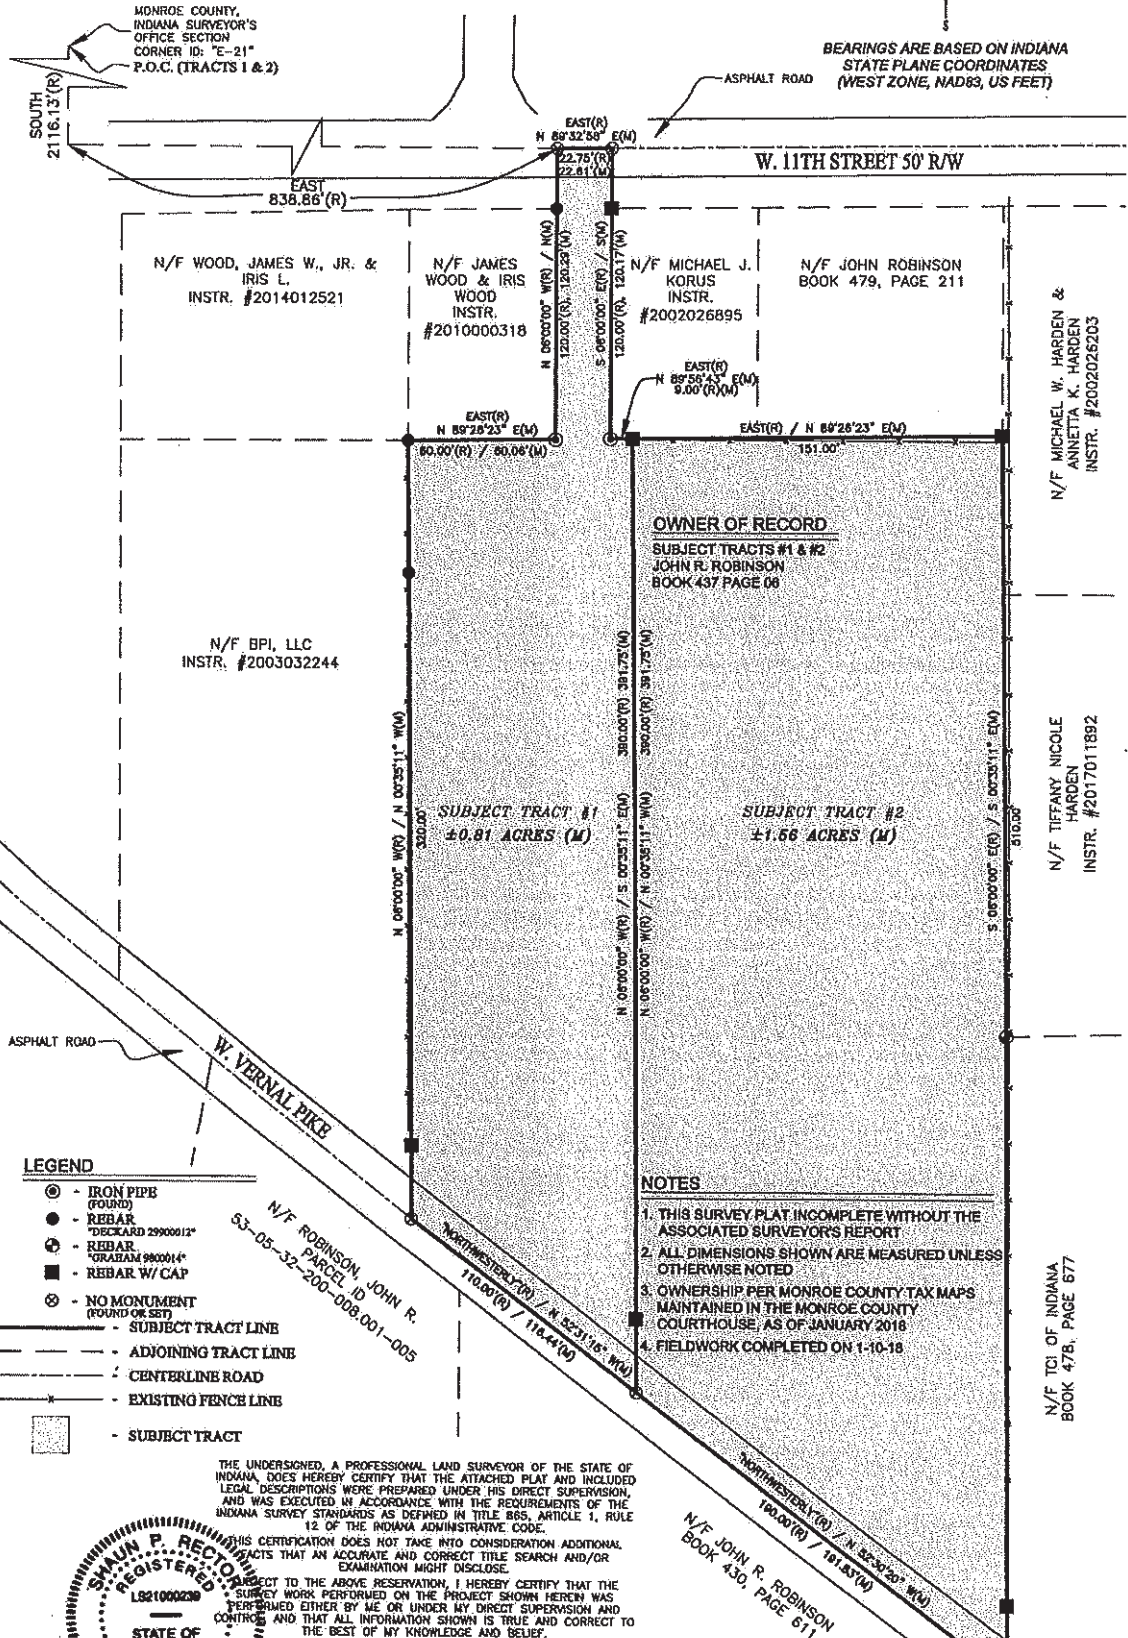 MONROE COUNTY,
INDIANA SURVEYOR'S
OFFICE SECTION
CORNER ID: "E-21"
P.O.C. (TRACTS 1 & 2)
S
BEARINGS ARE BASED ON INDIANA
STATE PLANE COORDINATES
(WEST ZONE, NAD83, US FEET)
SOUTH
2116.13'(R)
ASPHALT ROAD
EAST(R)
N 89°32'58" E(M)
22.75'(R)
22.61'(M)
W. 11TH STREET 50' R/W
EAST
838.86'(R)
N/F WOOD, JAMES W., JR. &
IRIS L.
INSTR. #2014012521
N/F JAMES
WOOD & IRIS
WOOD
INSTR.
#2010000318
N 06°00'00" W(R) / N(M)
120.00'(R), 120.29'(M)
S 06°00'00" E(R) / S(M)
120.00'(R), 120.17'(M)
N/F MICHAEL J.
KORUS
INSTR.
#2002026895
N/F JOHN ROBINSON
BOOK 479, PAGE 211
N/F MICHAEL W. HARDEN &
ANNETTA K. HARDEN
INSTR. #2002026203
EAST(R)
N 89°56'43" E(M)
9.00'(R)(M)
EAST(R)
N 89°26'23" E(M)
60.00'(R) / 60.06'(M)
EAST(R) / N 89°26'23" E(M)
151.00'
OWNER OF RECORD
SUBJECT TRACTS #1 & #2
JOHN R. ROBINSON
BOOK 437 PAGE 06
N/F BPI, LLC
INSTR. #2003032244
N 06°00'00" W(R) / N 00°35'11" W(M)
320.00'
SUBJECT TRACT #1
±0.81 ACRES (M)
N 06°00'00" W(R) / S 00°35'11" E(M)
390.00'(R) 391.75'(M)
N 06°00'00" W(R) / N 00°35'11" W(M)
390.00'(R) 391.75'(M)
SUBJECT TRACT #2
±1.56 ACRES (M)
S 06°00'00" E(R) / S 00°35'11" E(M)
510.00'
N/F TIFFANY NICOLE
HARDEN
INSTR. #2017011892
ASPHALT ROAD
W. VERNAL PIKE
LEGEND
- IRON PIPE
(FOUND)
- REBAR
"DECKARD 29900012"
- REBAR
"GRAHAM 9800014"
- REBAR W/ CAP
- NO MONUMENT
(FOUND OR SET)
- SUBJECT TRACT LINE
- ADJOINING TRACT LINE
- CENTERLINE ROAD
- EXISTING FENCE LINE
- SUBJECT TRACT
N/F ROBINSON, JOHN R.
PARCEL ID
53-05-32-200-008.001-005
"NORTHWESTERLY"(R) / N 52°31'15" W(M)
110.00'(R) / 116.44'(M)
NOTES
1. THIS SURVEY PLAT INCOMPLETE WITHOUT THE
ASSOCIATED SURVEYOR'S REPORT
2. ALL DIMENSIONS SHOWN ARE MEASURED UNLESS
OTHERWISE NOTED
3. OWNERSHIP PER MONROE COUNTY TAX MAPS
MAINTAINED IN THE MONROE COUNTY
COURTHOUSE, AS OF JANUARY 2018
4. FIELDWORK COMPLETED ON 1-10-18
N/F TCI OF INDIANA
BOOK 478, PAGE 677
"NORTHWESTERLY"(R) / N 52°30'20" W(M)
190.00'(R) / 191.83'(M)
N/F JOHN R. ROBINSON
BOOK 430, PAGE 611
THE UNDERSIGNED, A PROFESSIONAL LAND SURVEYOR OF THE STATE OF
INDIANA, DOES HEREBY CERTIFY THAT THE ATTACHED PLAT AND INCLUDED
LEGAL DESCRIPTIONS WERE PREPARED UNDER HIS DIRECT SUPERVISION,
AND WAS EXECUTED IN ACCORDANCE WITH THE REQUIREMENTS OF THE
INDIANA SURVEY STANDARDS AS DEFINED IN TITLE 865, ARTICLE 1, RULE
12 OF THE INDIANA ADMINISTRATIVE CODE.
THIS CERTIFICATION DOES NOT TAKE INTO CONSIDERATION ADDITIONAL
FACTS THAT AN ACCURATE AND CORRECT TITLE SEARCH AND/OR
EXAMINATION MIGHT DISCLOSE.
SUBJECT TO THE ABOVE RESERVATION, I HEREBY CERTIFY THAT THE
SURVEY WORK PERFORMED ON THE PROJECT SHOWN HEREIN WAS
PERFORMED EITHER BY ME OR UNDER MY DIRECT SUPERVISION AND
CONTROL AND THAT ALL INFORMATION SHOWN IS TRUE AND CORRECT TO
THE BEST OF MY KNOWLEDGE AND BELIEF.
SHAUN P. RECTOR
REGISTERED
LS21000239
STATE OF